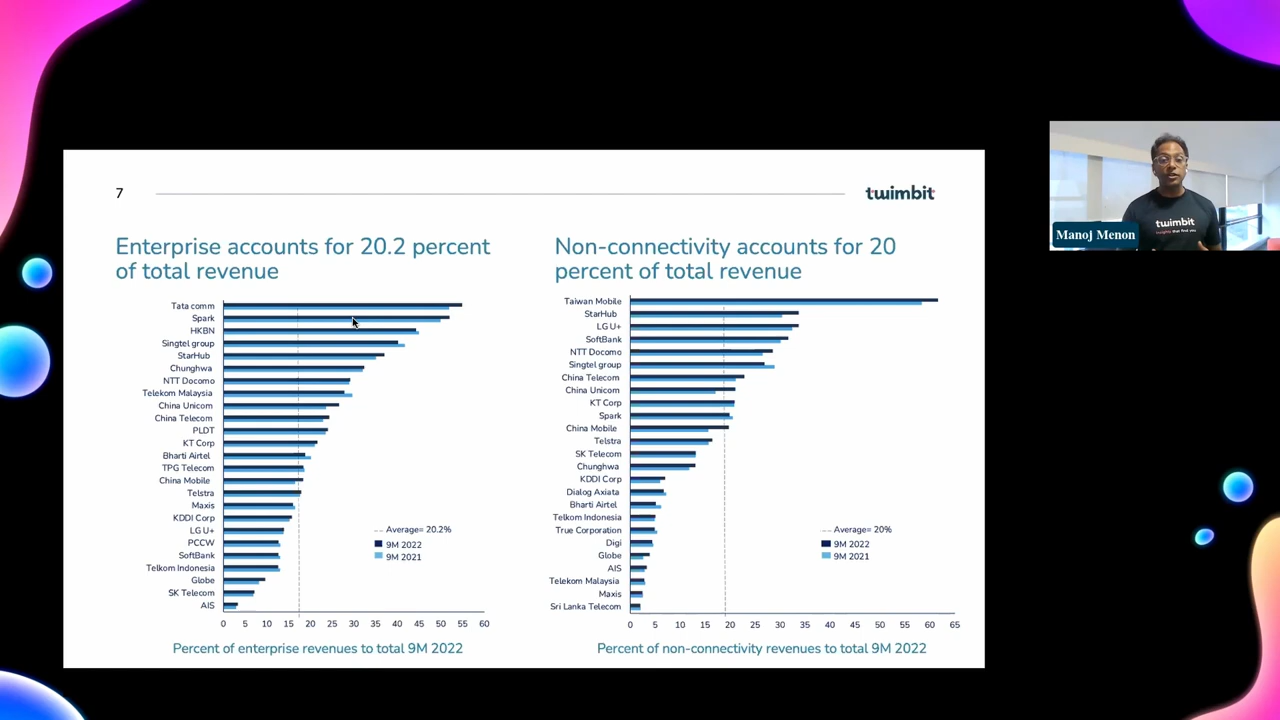 7
twimbit
Enterprise accounts for 20.2 percent
of total revenue
Tata comm
Spark
HKBN
Singtel group
StarHub
Chunghwa
NTT Docomo
Telekom Malaysia
China Unicom
China Telecom
PLDT
KT Corp
Bharti Airtel
TPG Telecom
China Mobile
Telstra
Maxis
KDDI Corp
LG U+
PCCW
SoftBank
Telkom Indonesia
Globe
SK Telecom
AIS
Average= 20.2%
9M 2022
9M 2021
0 5 10 15 20 25 30 35 40 45 50 55 60
Percent of enterprise revenues to total 9M 2022
Non-connectivity accounts for 20
percent of total revenue
Taiwan Mobile
StarHub
LG U+
SoftBank
NTT Docomo
Singtel group
China Telecom
China Unicom
KT Corp
Spark
China Mobile
Telstra
SK Telecom
Chunghwa
KDDI Corp
Dialog Axiata
Bharti Airtel
Telkom Indonesia
True Corporation
Digi
Globe
AIS
Telekom Malaysia
Maxis
Sri Lanka Telecom
Average= 20%
9M 2022
9M 2021
0 5 10 15 20 25 30 35 40 45 50 55 60 65
Percent of non-connectivity revenues to total 9M 2022
twimbit
insights that find you
Manoj Menon